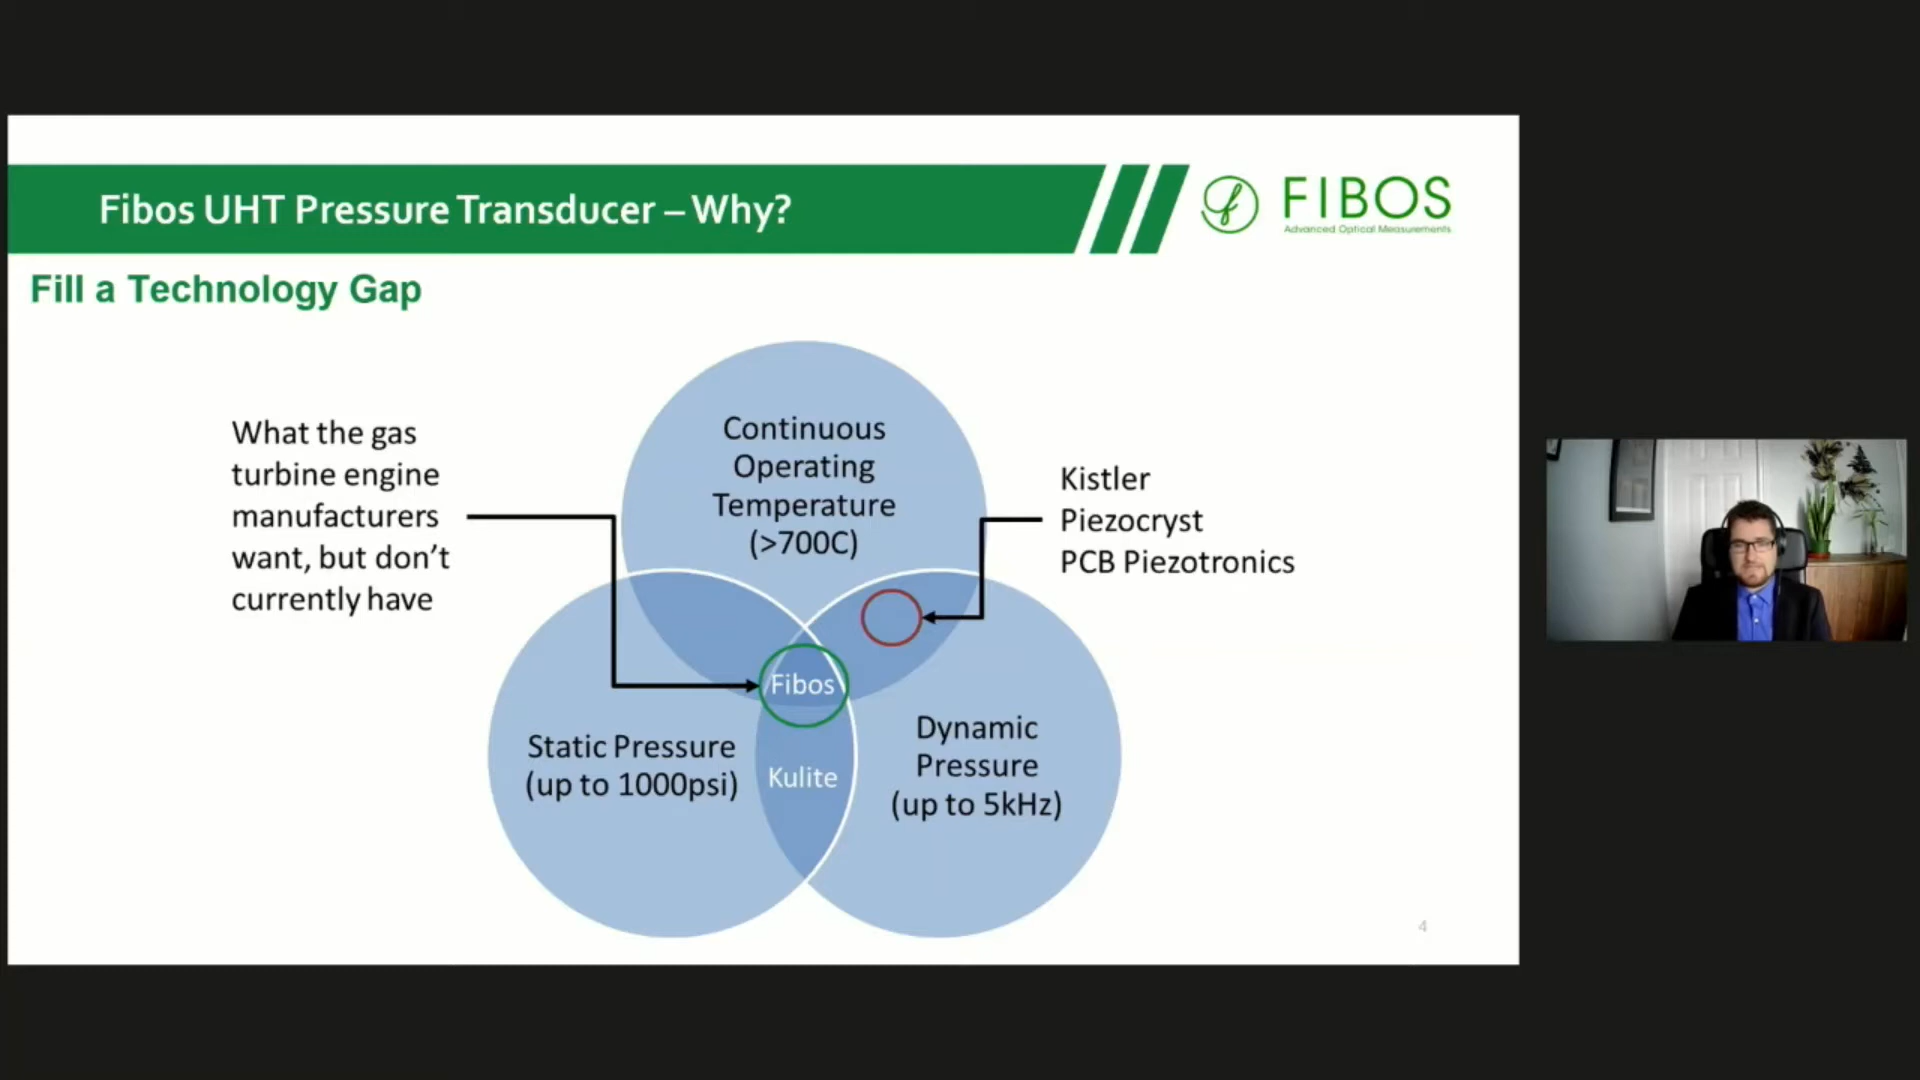 Fibos UHT Pressure Transducer – Why?
FIBOS
Advanced Optical Measurements
Fill a Technology Gap
What the gas
turbine engine
manufacturers
want, but don't
currently have
Continuous
Operating
Temperature
(>700C)
Kistler
Piezocryst
PCB Piezotronics
Fibos
Static Pressure
(up to 1000psi)
Kulite
Dynamic
Pressure
(up to 5kHz)
4